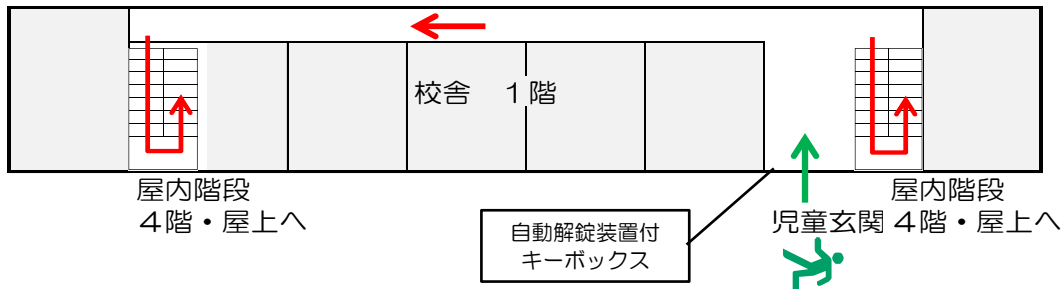 校舎　１階
屋内階段
４階・屋上へ
自動解錠装置付
キーボックス
児童玄関
屋内階段
４階・屋上へ